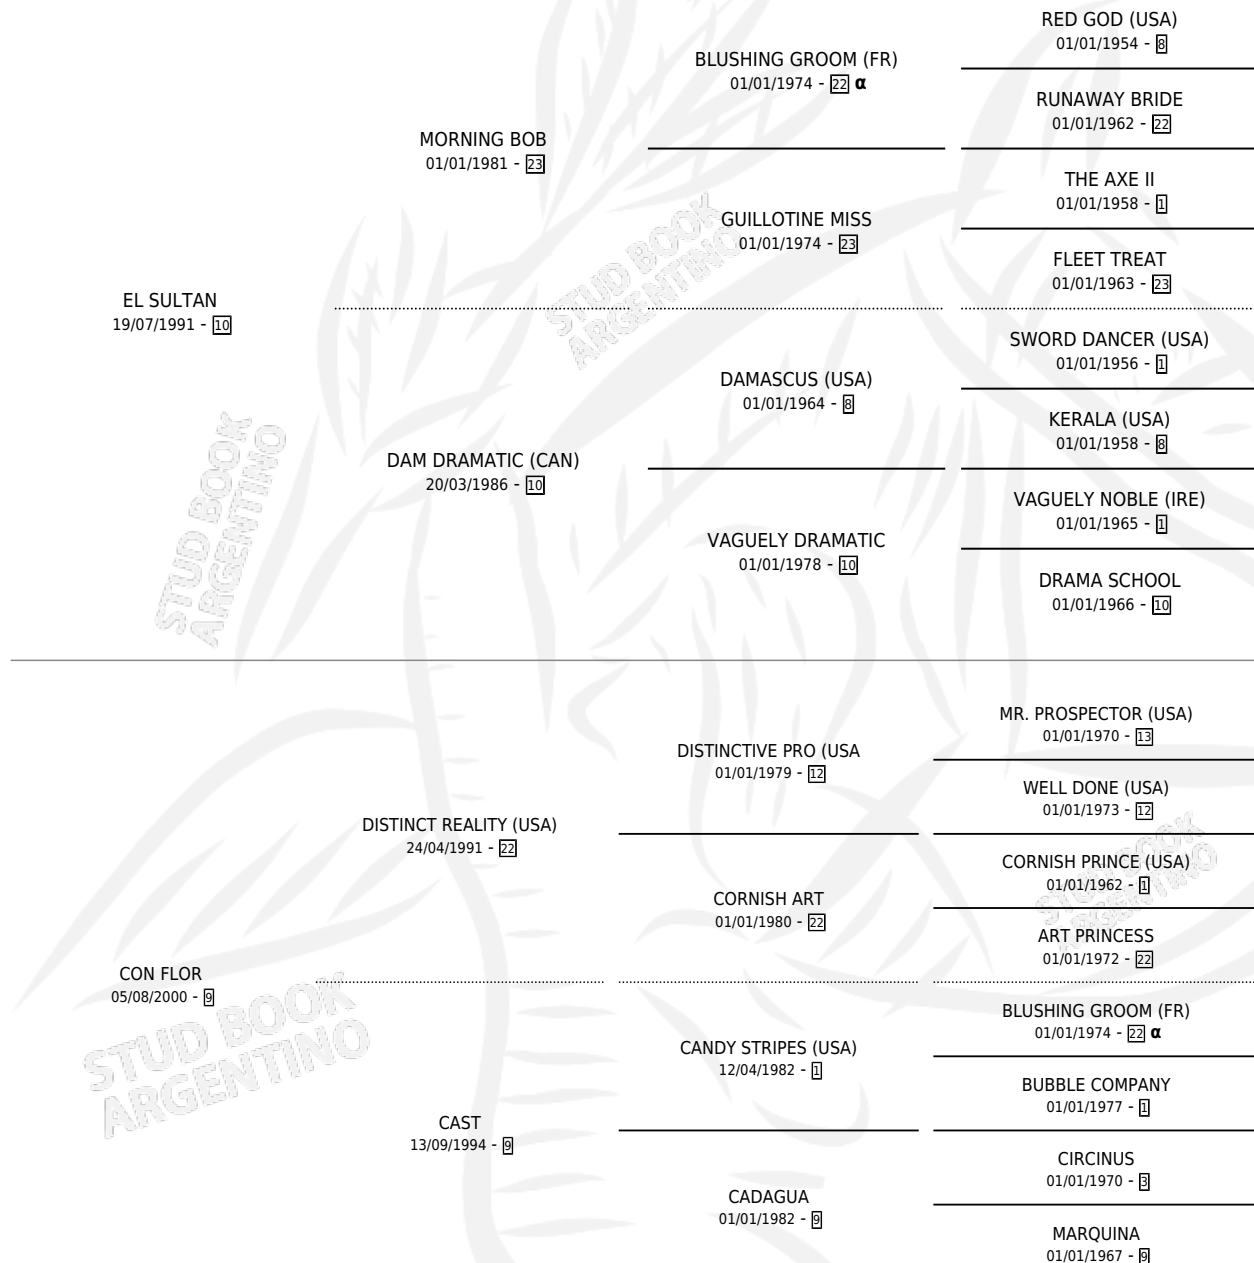 RED GOD (USA)
01/01/1954 - 8
BLUSHING GROOM (FR)
01/01/1974 - 22 α
RUNAWAY BRIDE
01/01/1962 - 22
MORNING BOB
01/01/1981 - 23
THE AXE II
01/01/1958 - 1
GUILLOTINE MISS
01/01/1974 - 23
FLEET TREAT
01/01/1963 - 23
EL SULTAN
19/07/1991 - 10
SWORD DANCER (USA)
01/01/1956 - 1
DAMASCUS (USA)
01/01/1964 - 8
KERALA (USA)
01/01/1958 - 8
DAM DRAMATIC (CAN)
20/03/1986 - 10
VAGUELY NOBLE (IRE)
01/01/1965 - 1
VAGUELY DRAMATIC
01/01/1978 - 10
DRAMA SCHOOL
01/01/1966 - 10
MR. PROSPECTOR (USA)
01/01/1970 - 13
DISTINCTIVE PRO (USA
01/01/1979 - 12
WELL DONE (USA)
01/01/1973 - 12
DISTINCT REALITY (USA)
24/04/1991 - 22
CORNISH PRINCE (USA)
01/01/1962 - 1
CORNISH ART
01/01/1980 - 22
ART PRINCESS
01/01/1972 - 22
CON FLOR
05/08/2000 - 9
BLUSHING GROOM (FR)
01/01/1974 - 22 α
CANDY STRIPES (USA)
12/04/1982 - 1
BUBBLE COMPANY
01/01/1977 - 1
CAST
13/09/1994 - 9
CIRCINUS
01/01/1970 - 3
CADAGUA
01/01/1982 - 9
MARQUINA
01/01/1967 - 9
STUD BOOK
ARGENTINO
STUD BOOK
ARGENTINO
STUD BOOK
ARGENTINO
STUD BOOK
ARGENTINO